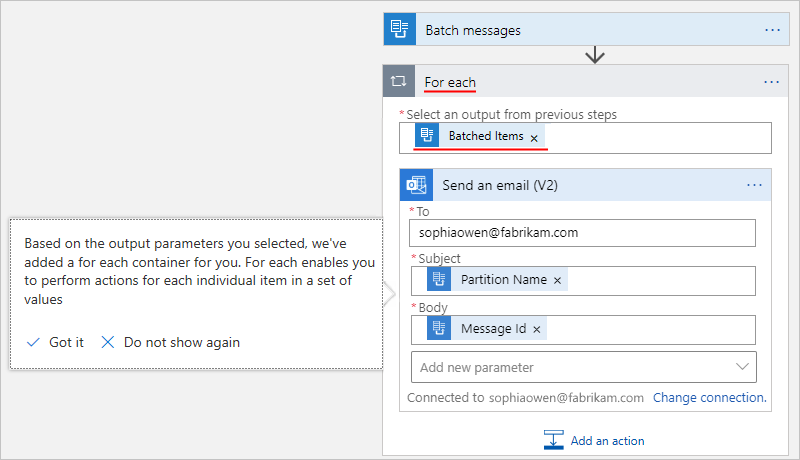 Batch messages
For each
*Select an output from previous steps
Batched Items ×
Send an email (V2)
*To
sophiaowen@fabrikam.com
*Subject
Partition Name ×
*Body
Message Id ×
Add new parameter
Connected to sophiaowen@fabrikam.com Change connection.
Add an action
Based on the output parameters you selected, we've
added a for each container for you. For each enables you
to perform actions for each individual item in a set of
values
Got it
Do not show again